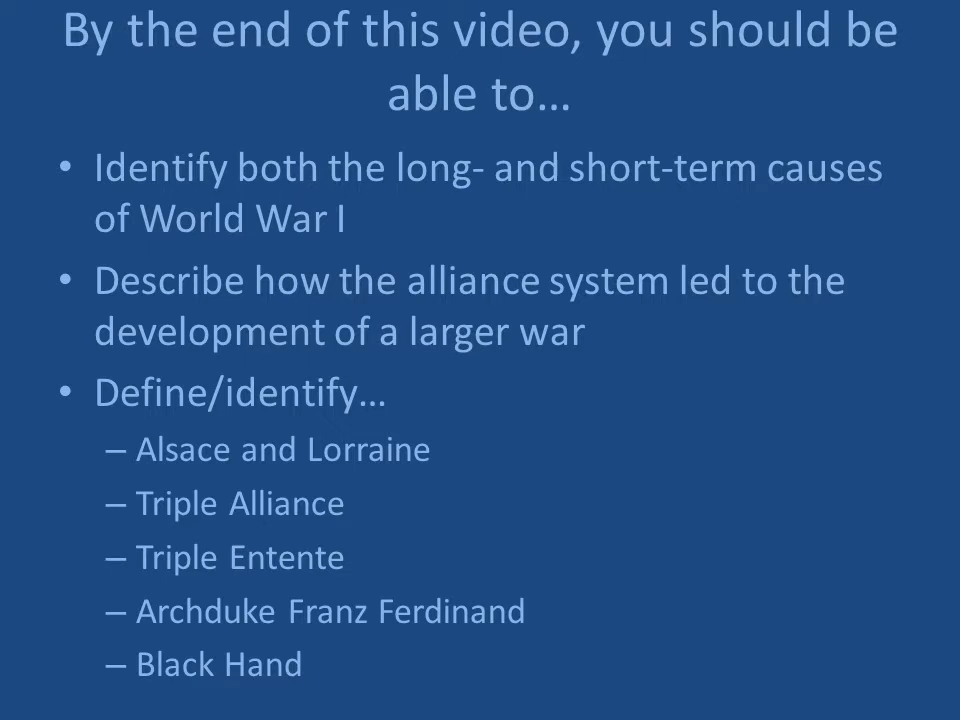 By the end of this video, you should be
able to…
• Identify both the long- and short-term causes
of World War I
• Describe how the alliance system led to the
development of a larger war
• Define/identify…
– Alsace and Lorraine
– Triple Alliance
– Triple Entente
– Archduke Franz Ferdinand
– Black Hand